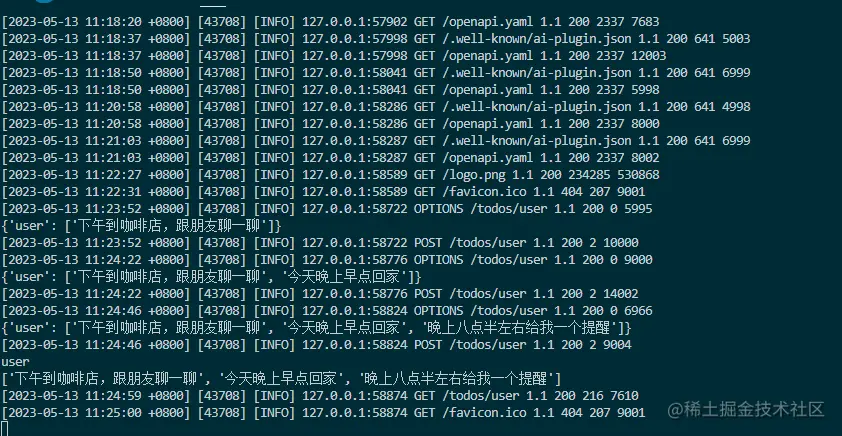 [2023-05-13 11:18:20 +0800] [43708] [INFO] 127.0.0.1:57902 GET /openapi.yaml 1.1 200 2337 7683
[2023-05-13 11:18:37 +0800] [43708] [INFO] 127.0.0.1:57998 GET /.well-known/ai-plugin.json 1.1 200 641 5003
[2023-05-13 11:18:37 +0800] [43708] [INFO] 127.0.0.1:57998 GET /openapi.yaml 1.1 200 2337 12003
[2023-05-13 11:18:50 +0800] [43708] [INFO] 127.0.0.1:58041 GET /.well-known/ai-plugin.json 1.1 200 641 6999
[2023-05-13 11:18:50 +0800] [43708] [INFO] 127.0.0.1:58041 GET /openapi.yaml 1.1 200 2337 5998
[2023-05-13 11:20:58 +0800] [43708] [INFO] 127.0.0.1:58286 GET /.well-known/ai-plugin.json 1.1 200 641 4998
[2023-05-13 11:20:58 +0800] [43708] [INFO] 127.0.0.1:58286 GET /openapi.yaml 1.1 200 2337 8000
[2023-05-13 11:21:03 +0800] [43708] [INFO] 127.0.0.1:58287 GET /.well-known/ai-plugin.json 1.1 200 641 6999
[2023-05-13 11:21:03 +0800] [43708] [INFO] 127.0.0.1:58287 GET /openapi.yaml 1.1 200 2337 8002
[2023-05-13 11:22:27 +0800] [43708] [INFO] 127.0.0.1:58589 GET /logo.png 1.1 200 234285 530868
[2023-05-13 11:22:31 +0800] [43708] [INFO] 127.0.0.1:58589 GET /favicon.ico 1.1 404 207 9001
[2023-05-13 11:23:52 +0800] [43708] [INFO] 127.0.0.1:58722 OPTIONS /todos/user 1.1 200 0 5995
{'user': ['下午到咖啡店，跟朋友聊一聊']}
[2023-05-13 11:23:52 +0800] [43708] [INFO] 127.0.0.1:58722 POST /todos/user 1.1 200 2 10000
[2023-05-13 11:24:22 +0800] [43708] [INFO] 127.0.0.1:58776 OPTIONS /todos/user 1.1 200 0 9000
{'user': ['下午到咖啡店，跟朋友聊一聊', '今天晚上早点回家']}
[2023-05-13 11:24:22 +0800] [43708] [INFO] 127.0.0.1:58776 POST /todos/user 1.1 200 2 14002
[2023-05-13 11:24:46 +0800] [43708] [INFO] 127.0.0.1:58824 OPTIONS /todos/user 1.1 200 0 6966
{'user': ['下午到咖啡店，跟朋友聊一聊', '今天晚上早点回家', '晚上八点半左右给我一个提醒']}
[2023-05-13 11:24:46 +0800] [43708] [INFO] 127.0.0.1:58824 POST /todos/user 1.1 200 2 9004
user
['下午到咖啡店，跟朋友聊一聊', '今天晚上早点回家', '晚上八点半左右给我一个提醒']
[2023-05-13 11:24:59 +0800] [43708] [INFO] 127.0.0.1:58874 GET /todos/user 1.1 200 216 7610
[2023-05-13 11:25:00 +0800] [43708] [INFO] 127.0.0.1:58874 GET /favicon.ico 1.1 404 207 9001
@稀土掘金技术社区